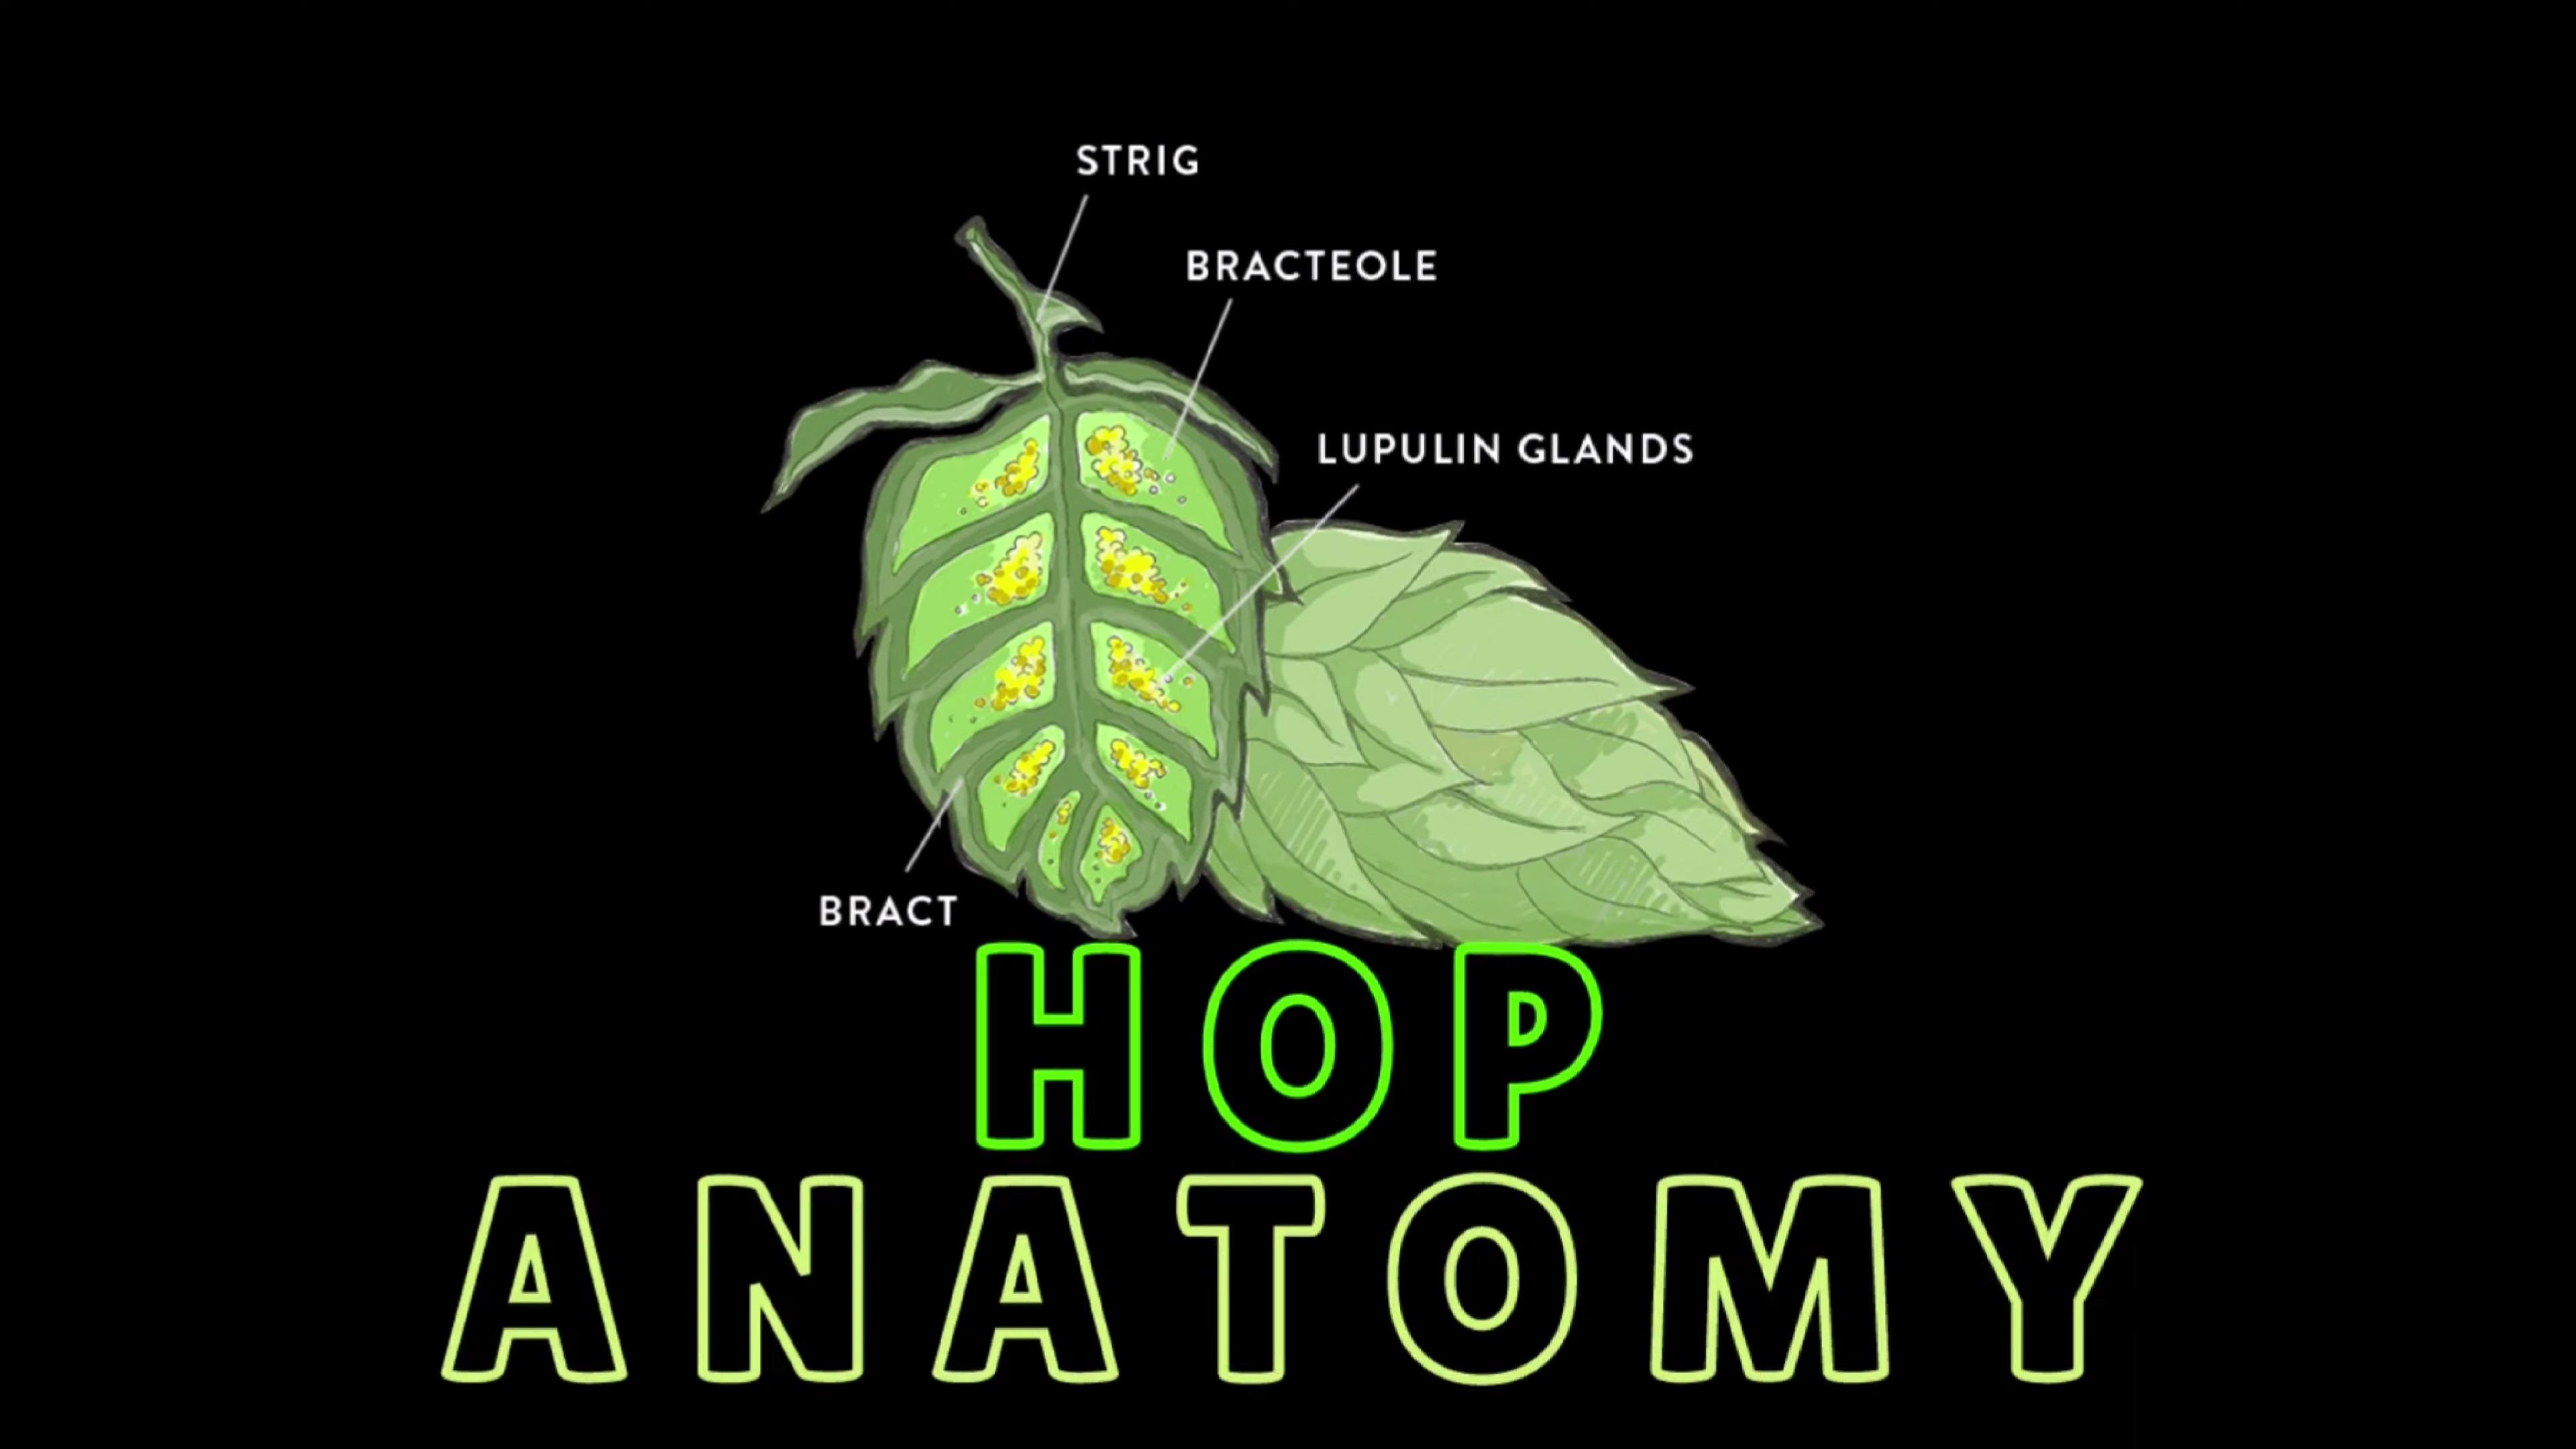 STRIG
BRACTEOLE
LUPULIN GLANDS
BRACT
HOP
ANATOMY